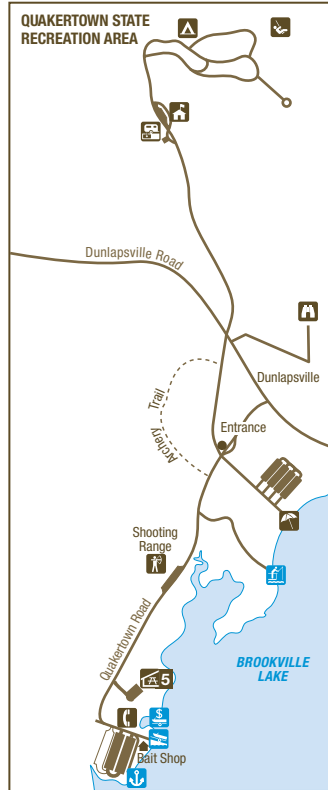 QUAKERTOWN STATE
RECREATION AREA
Dunlapsville Road
Dunlapsville
Archery Trail
Entrance
Shooting
Range
Quakertown Road
BROOKVILLE
LAKE
5
$
Bait Shop